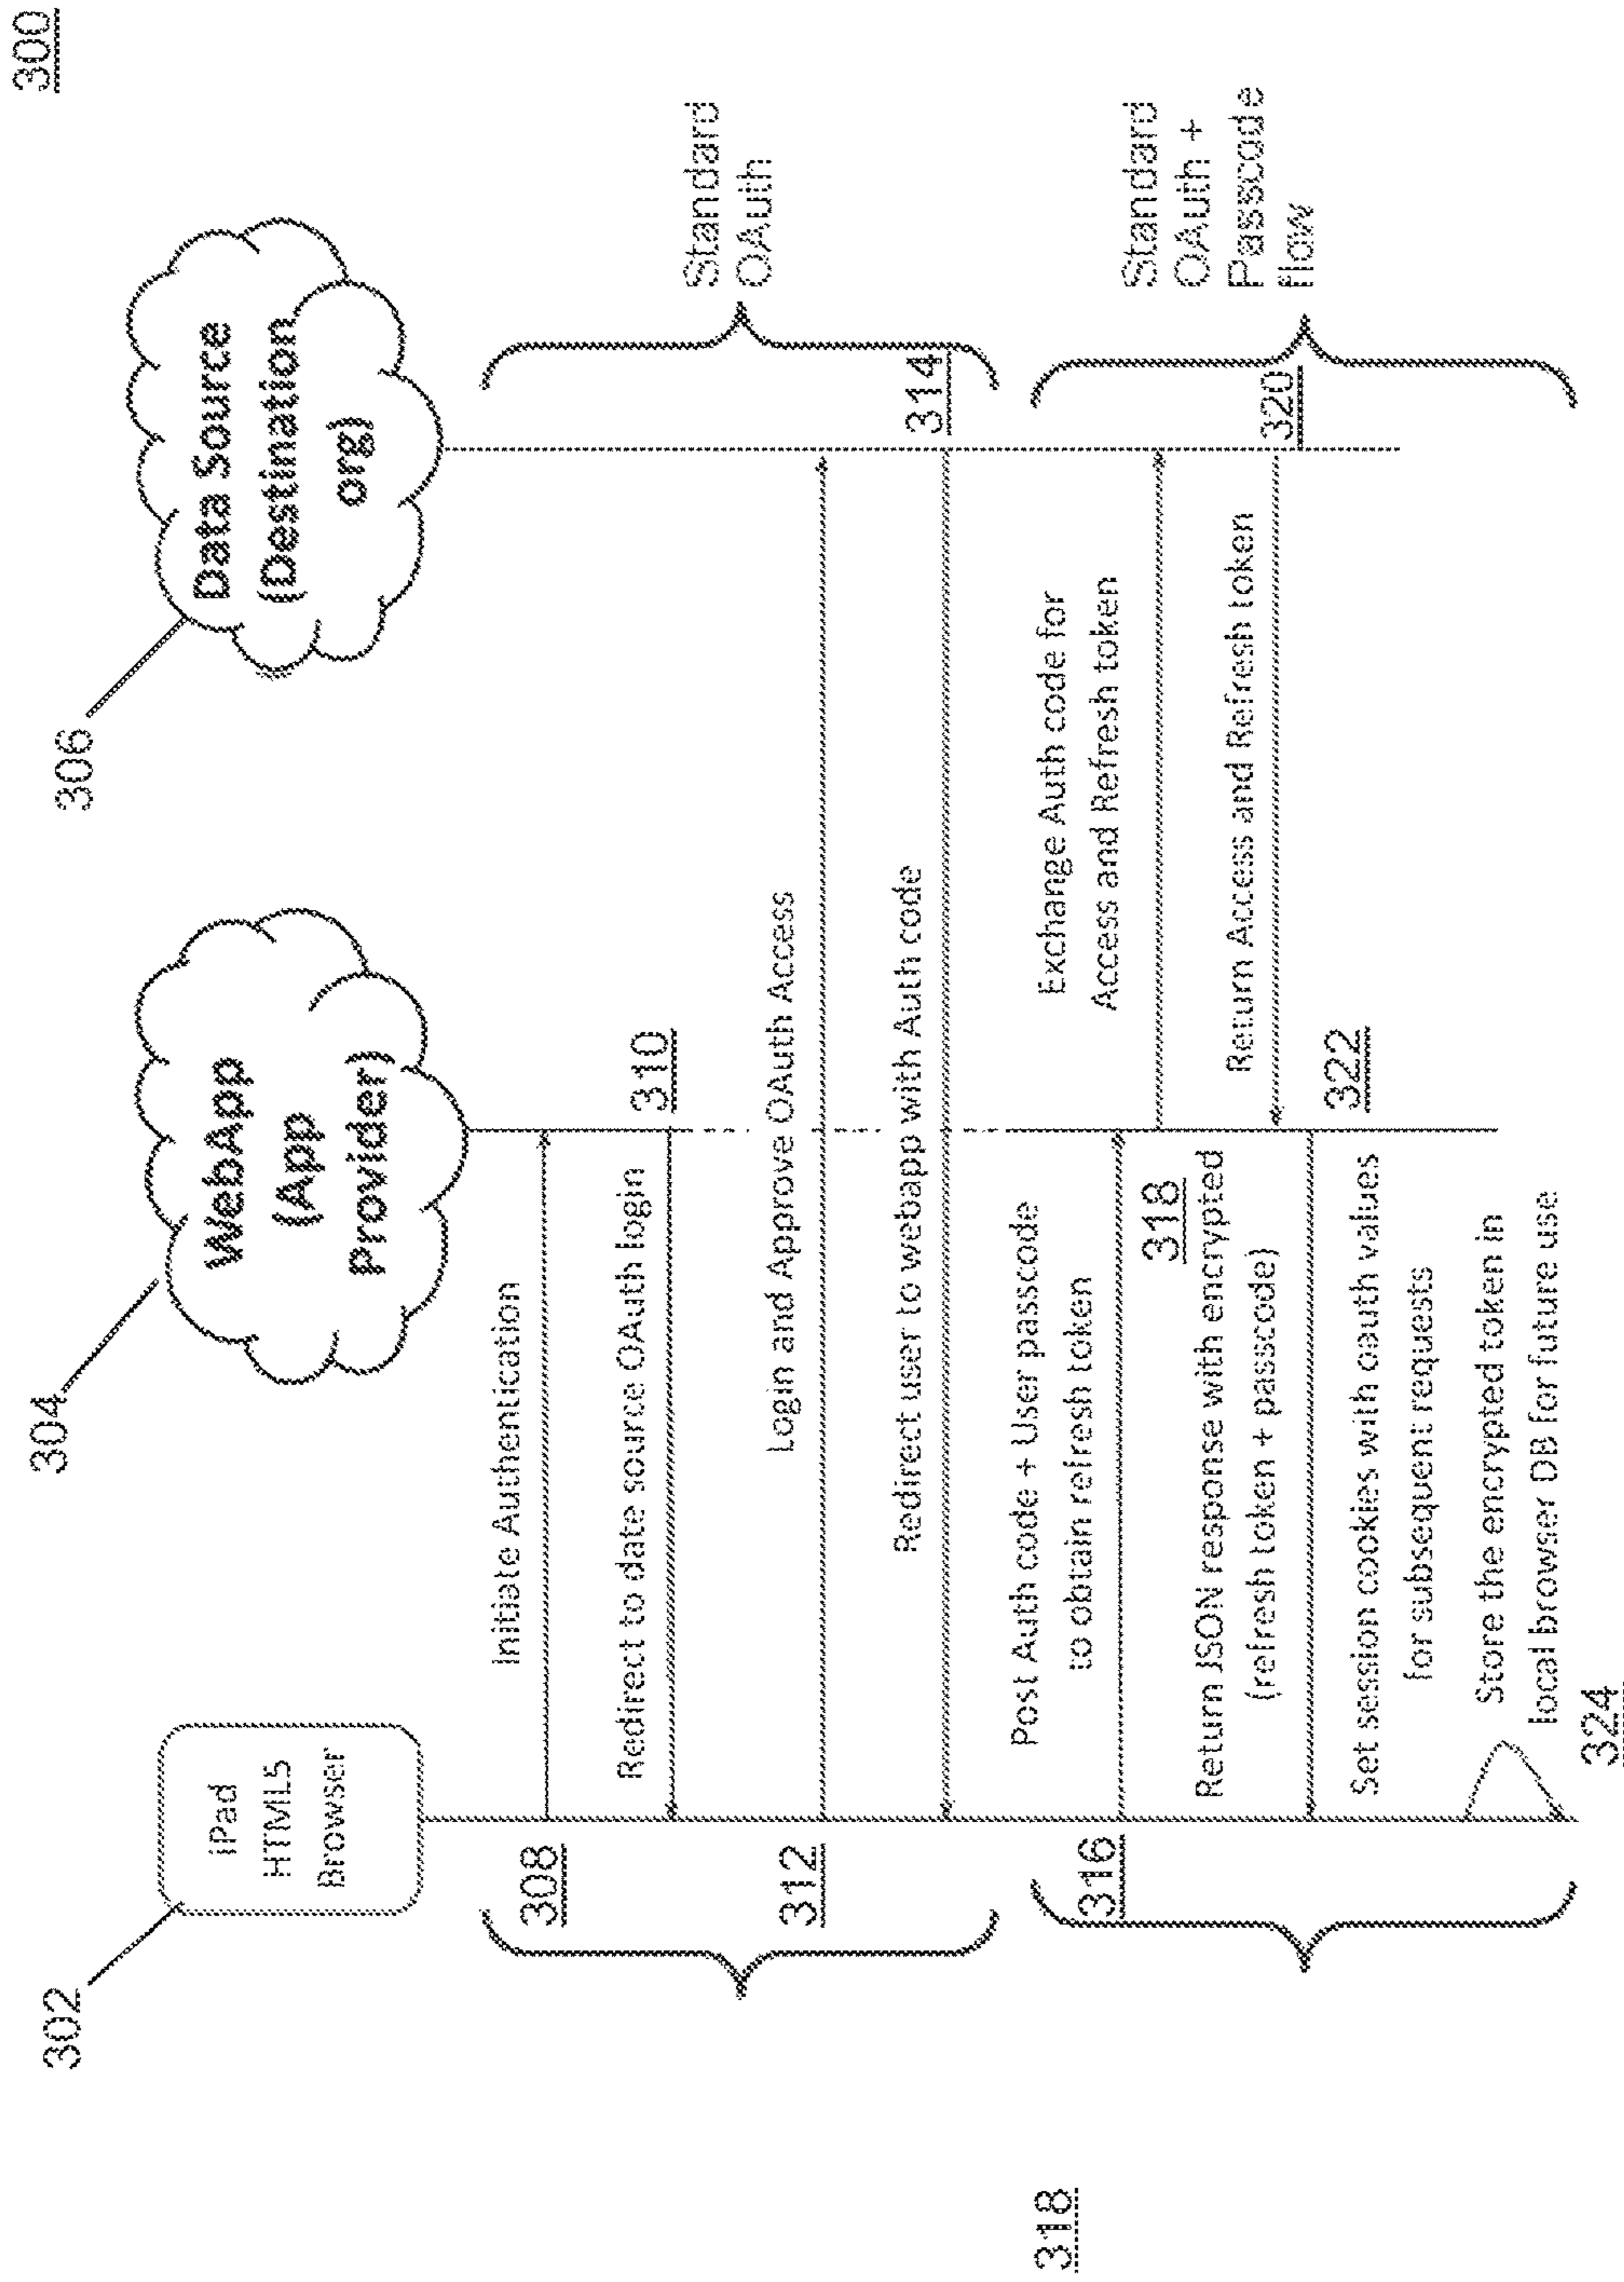 300
302
304
306
iPad
HTML5
Browser
WebApp
(App
Provider)
Data Source
(Destination
org)
308
Initiate Authentication
310
Redirect to date source OAuth login
Standard
OAuth
312
Login and Approve OAuth Access
314
Redirect user to webapp with Auth code
318
316
Post Auth code + User passcode
to obtain refresh token
318
Exchange Auth code for
Access and Refresh token
Standard
OAuth +
Passcode
flow
320
Return Access and Refresh token
Return JSON response with encrypted
(refresh token + passcode)
322
Set session cookies with oauth values
for subsequent requests
Store the encrypted token in
local browser DB for future use
324